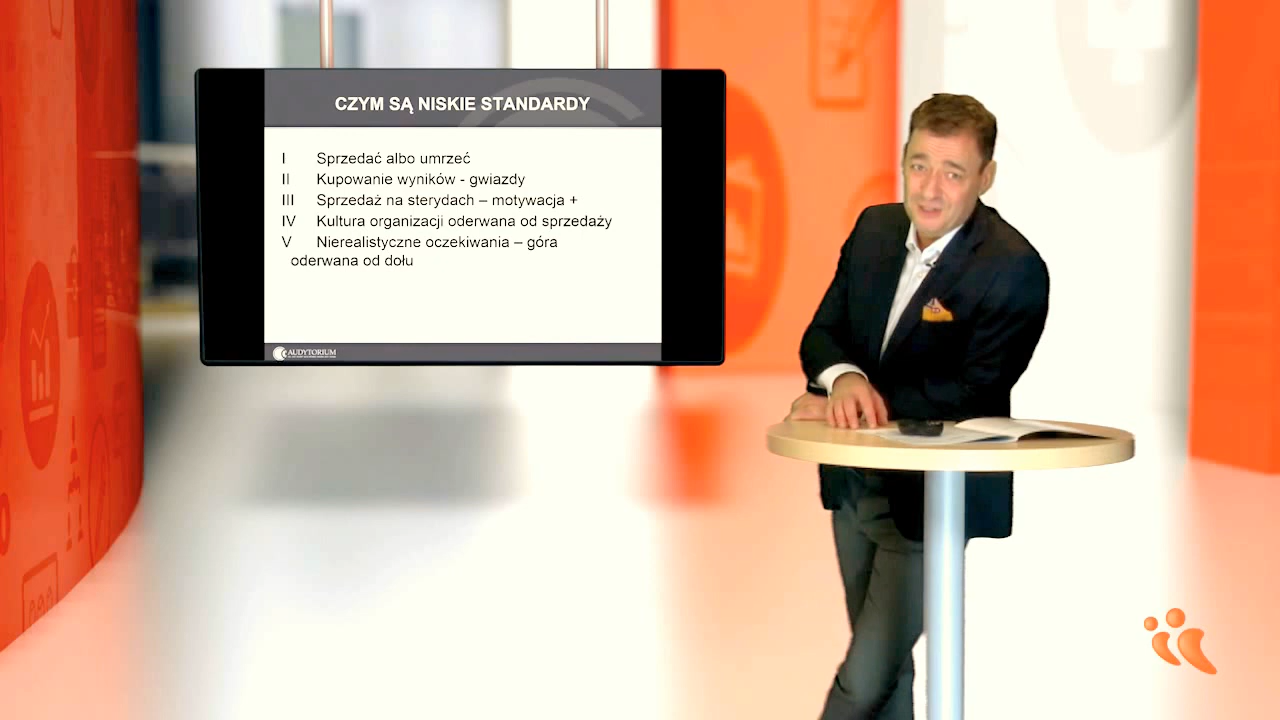 CZYM SĄ NISKIE STANDARDY
I Sprzedać albo umrzeć
II Kupowanie wyników - gwiazdy
III Sprzedaż na sterydach – motywacja +
IV Kultura organizacji oderwana od sprzedaży
V Nierealistyczne oczekiwania – góra
oderwana od dołu
AUDYTORIUM